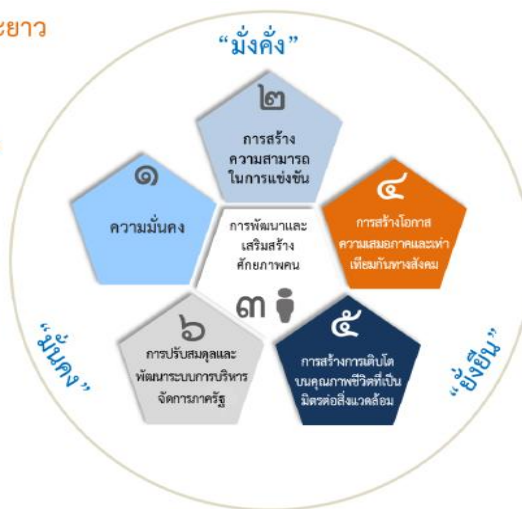 ะยาว
“มั่งคั่ง”
๒
การสร้าง
ความสามารถ
ในการแข่งขัน
๑
ความมั่นคง
การพัฒนาและ
เสริมสร้าง
ศักยภาพคน
๓
๔
การสร้างโอกาส
ความเสมอภาคและเท่า
เทียมกันทางสังคม
๖
การปรับสมดุลและ
พัฒนาระบบการบริหาร
จัดการภาครัฐ
๕
การสร้างการเติบโต
บนคุณภาพชีวิตที่เป็น
มิตรต่อสิ่งแวดล้อม
“มั่นคง”
“ยั่งยืน”